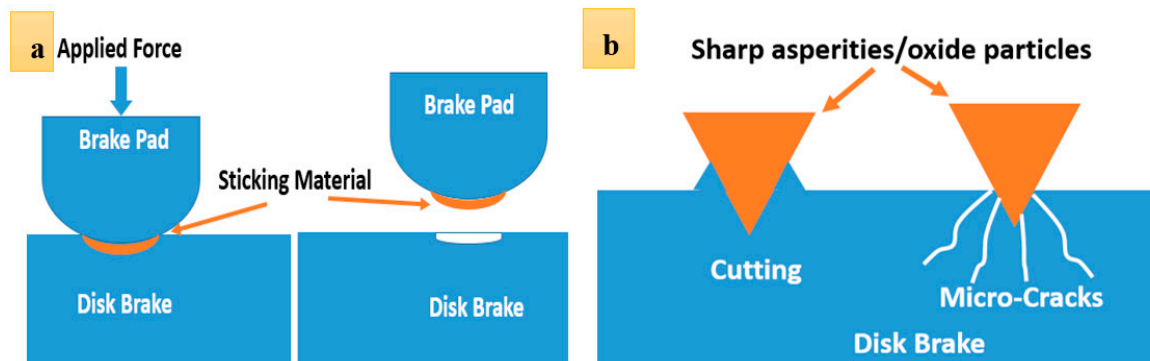 a
Applied Force
Brake Pad
Brake Pad
Sticking Material
Disk Brake
Disk Brake
b
Sharp asperities/oxide particles
Cutting
Micro-Cracks
Disk Brake